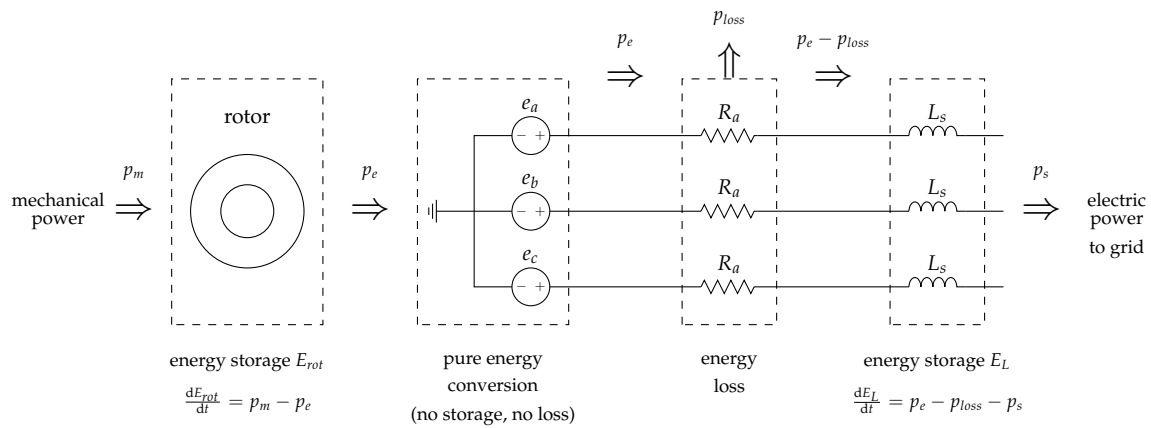 p_loss
p_e
p_e − p_loss
rotor
e_a
R_a
L_s
p_m
p_e
e_b
R_a
L_s
p_s
mechanical
power
electric
power
to grid
e_c
R_a
L_s
energy storage E_rot
dE_rot/dt = p_m − p_e
pure energy
conversion
(no storage, no loss)
energy
loss
energy storage E_L
dE_L/dt = p_e − p_loss − p_s